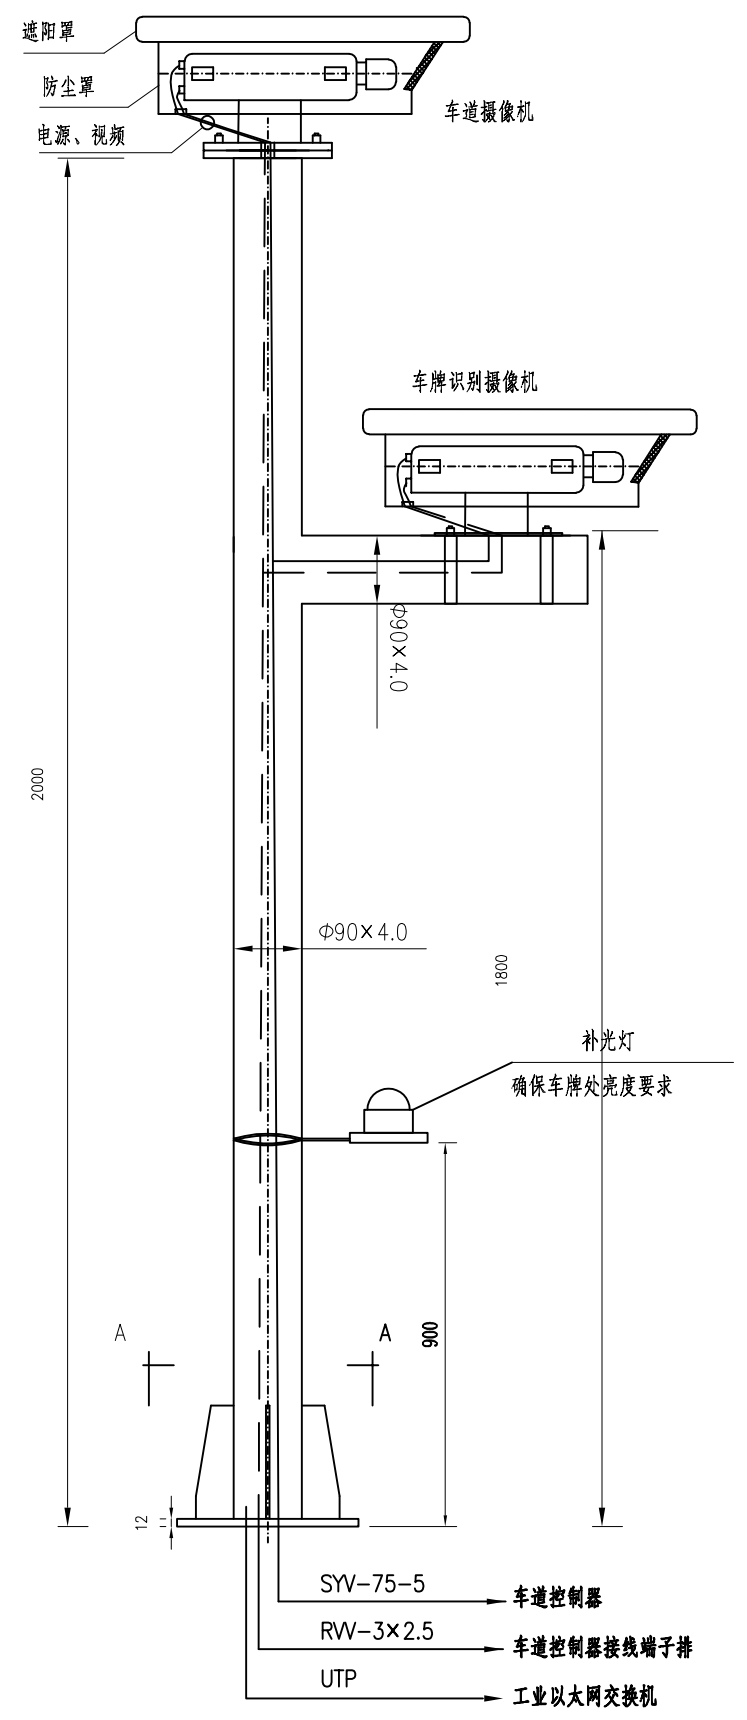 遮阳罩
防尘罩
车道摄像机
电源、视频
车牌识别摄像机
Φ90×4.0
2000
Φ90×4.0
1800
补光灯
确保车牌处亮度要求
A
A
900
12
SYV-75-5
车道控制器
RVV-3×2.5
车道控制器接线端子排
UTP
工业以太网交换机